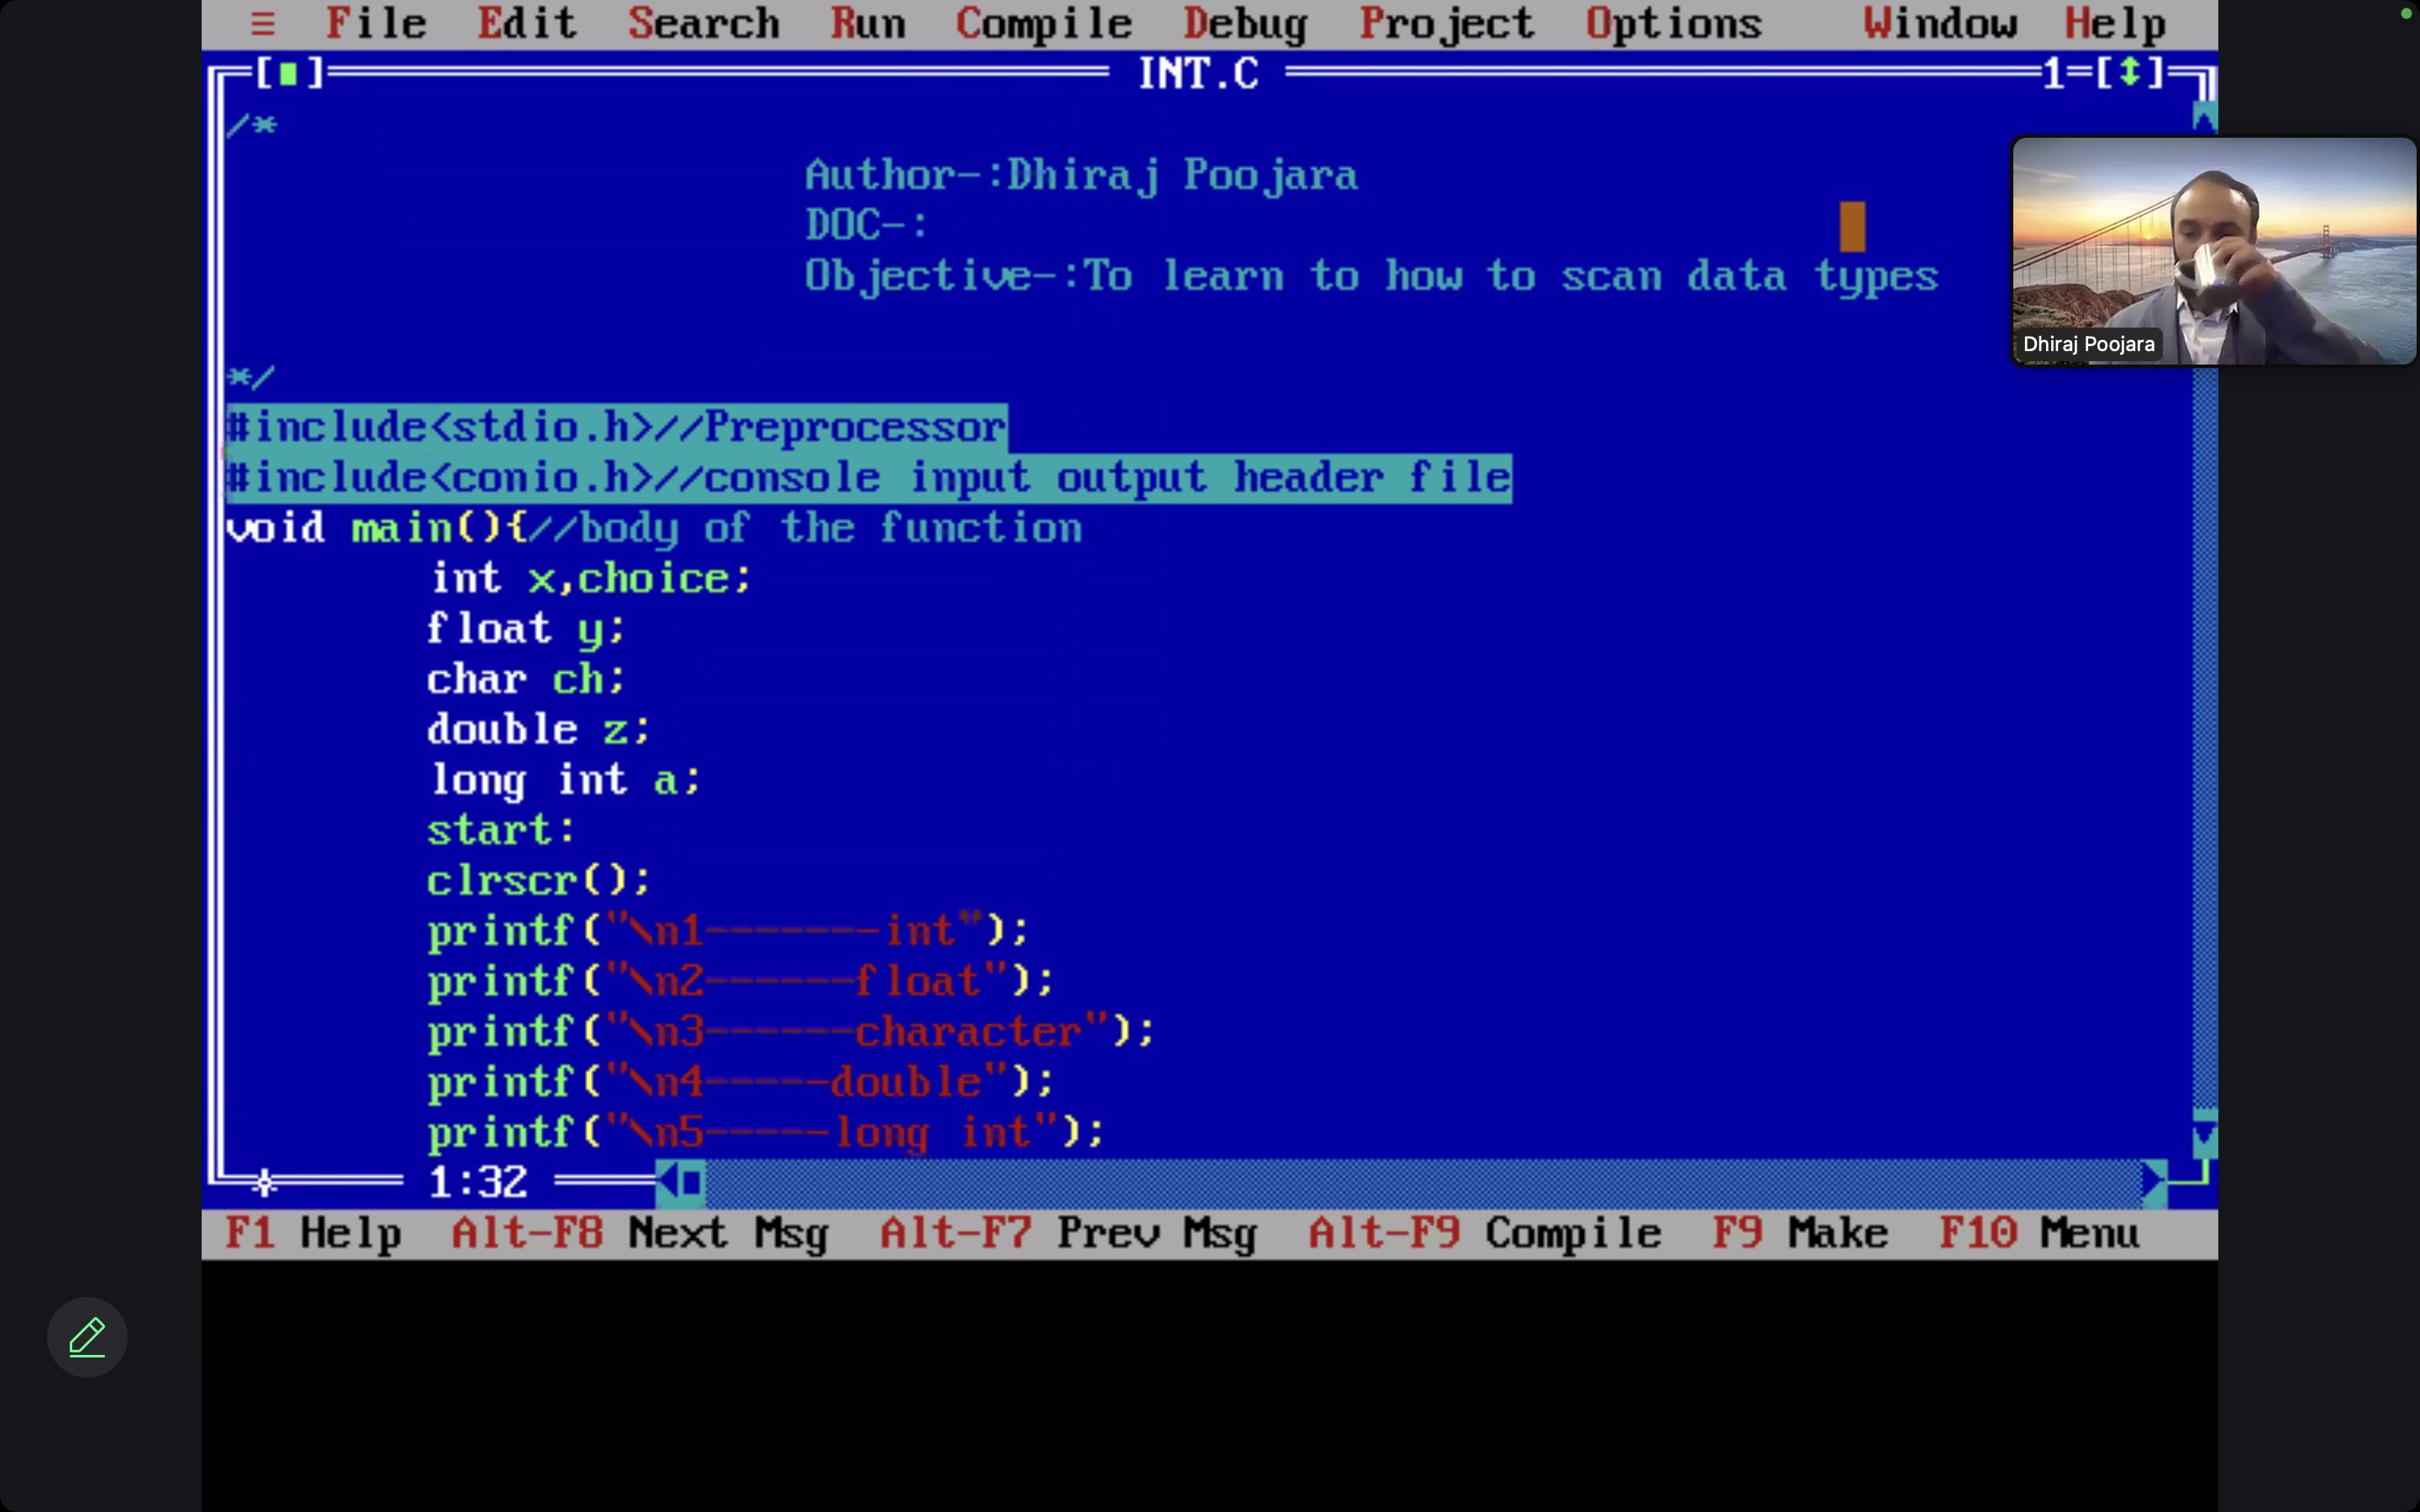 ≡ File Edit Search Run Compile Debug Project Options Window Help
[■] INT.C 1=[↕]
/*
Author-:Dhiraj Poojara
DOC-:
Objective-:To learn to how to scan data types
Dhiraj Poojara
*/
#include<stdio.h>//Preprocessor
#include<conio.h>//console input output header file
void main(){//body of the function
int x,choice;
float y;
char ch;
double z;
long int a;
start:
clrscr();
printf("\n1-------int");
printf("\n2------float");
printf("\n3------character");
printf("\n4-----double");
printf("\n5-----long int");
1:32
F1 Help Alt-F8 Next Msg Alt-F7 Prev Msg Alt-F9 Compile F9 Make F10 Menu